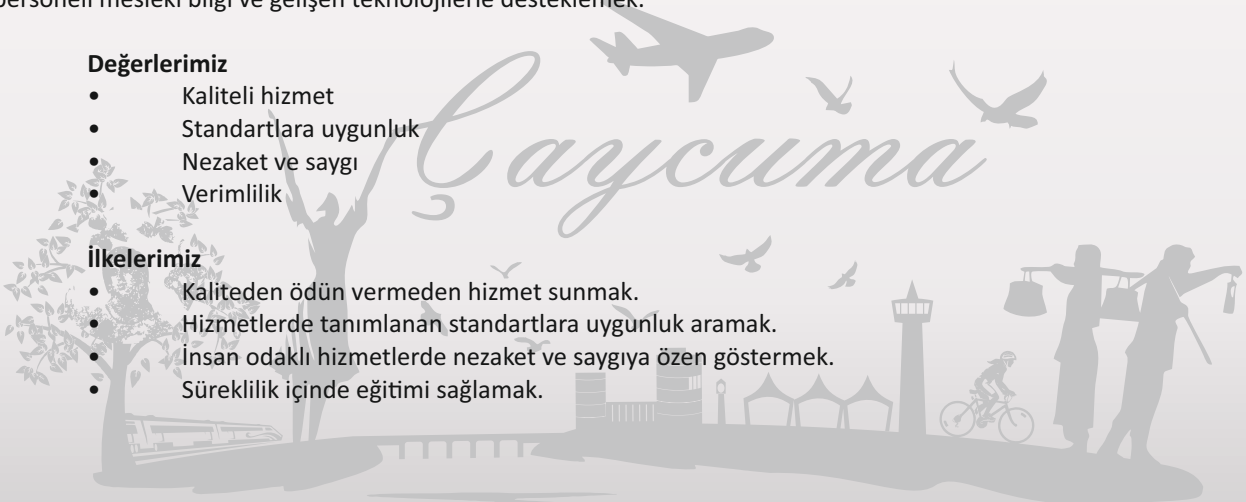 personeli mesleki bilgi ve gelişen teknolojilerle desteklemek.
Değerlerimiz
• Kaliteli hizmet
• Standartlara uygunluk
• Nezaket ve saygı
• Verimlilik
Çaycuma
İlkelerimiz
• Kaliteden ödün vermeden hizmet sunmak.
• Hizmetlerde tanımlanan standartlara uygunluk aramak.
• İnsan odaklı hizmetlerde nezaket ve saygıya özen göstermek.
• Süreklilik içinde eğitimi sağlamak.